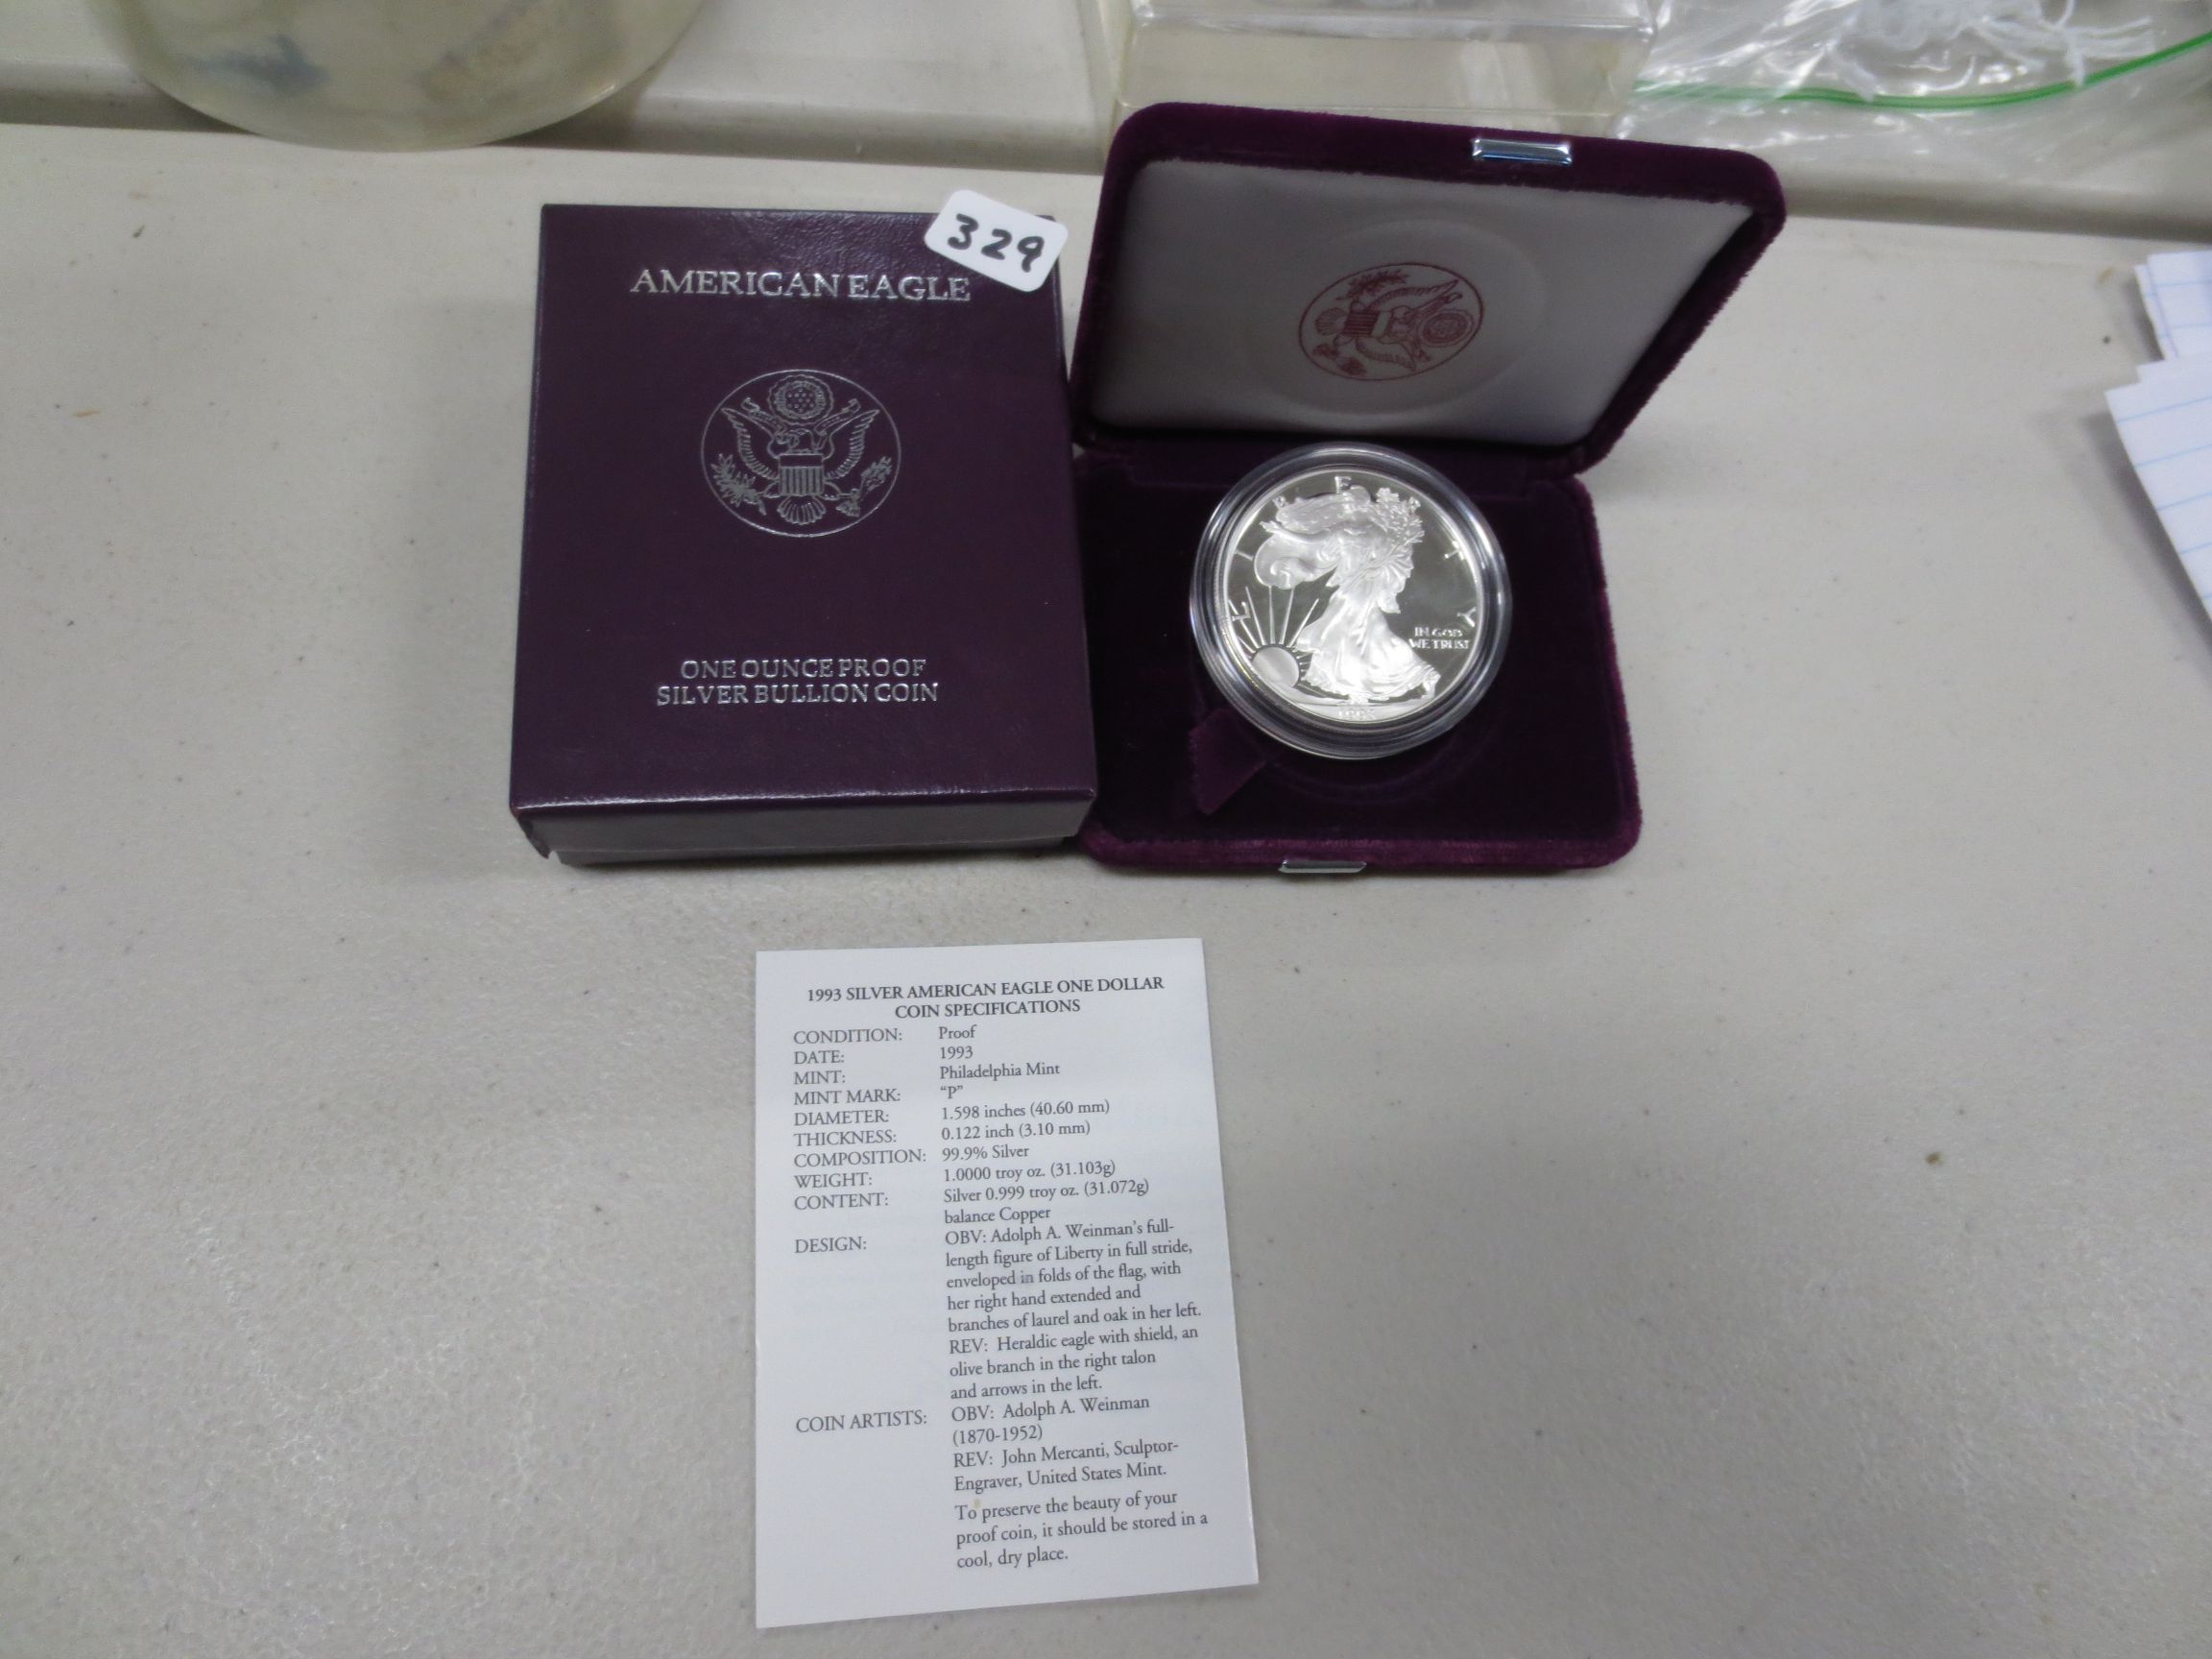 329
AMERICAN EAGLE
ONE OUNCE PROOF
SILVER BULLION COIN
LIBERTY
IN GOD
WE TRUST
1993 SILVER AMERICAN EAGLE ONE DOLLAR
COIN SPECIFICATIONS
CONDITION: Proof
DATE: 1993
MINT: Philadelphia Mint
MINT MARK: “P”
DIAMETER: 1.598 inches (40.60 mm)
THICKNESS: 0.122 inch (3.10 mm)
COMPOSITION: 99.9% Silver
WEIGHT: 1.0000 troy oz. (31.103g)
CONTENT: Silver 0.999 troy oz. (31.072g)
balance Copper
DESIGN: OBV: Adolph A. Weinman’s full-
length figure of Liberty in full stride,
enveloped in folds of the flag, with
her right hand extended and
branches of laurel and oak in her left.
REV: Heraldic eagle with shield, an
olive branch in the right talon
and arrows in the left.
COIN ARTISTS: OBV: Adolph A. Weinman
(1870-1952)
REV: John Mercanti, Sculptor-
Engraver, United States Mint.
To preserve the beauty of your
proof coin, it should be stored in a
cool, dry place.